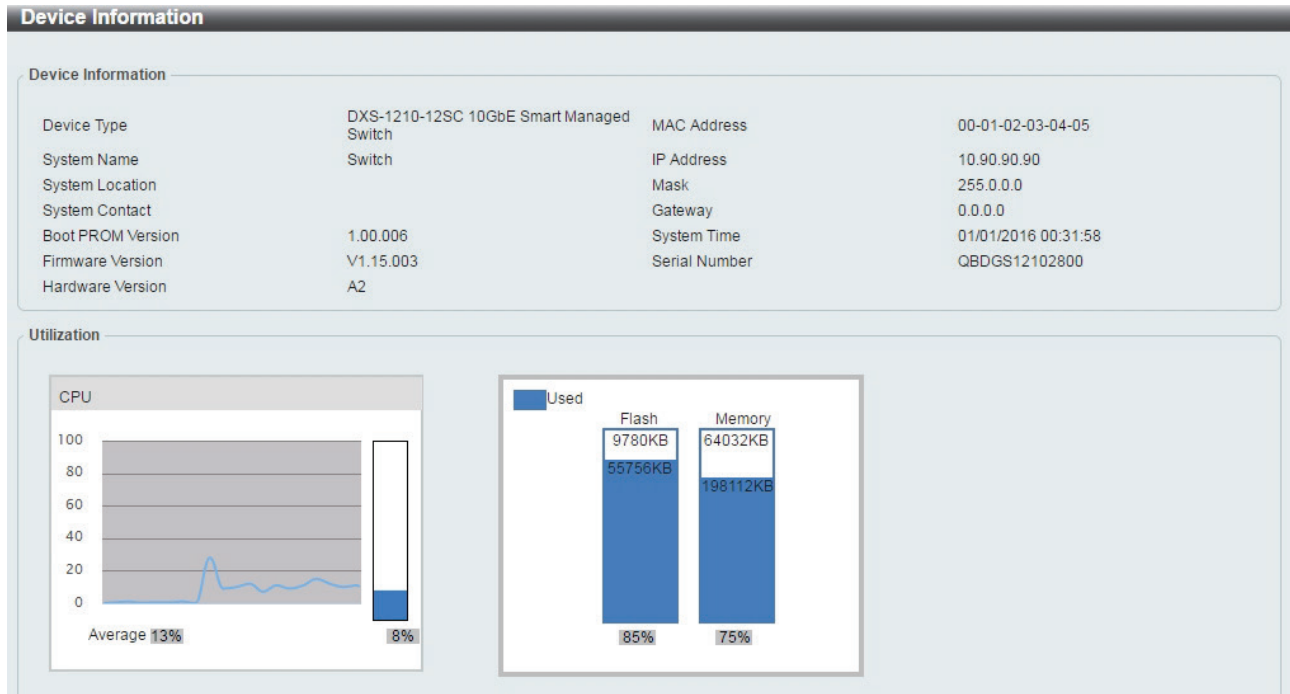 Device Information
Device Information
Device Type
DXS-1210-12SC 10GbE Smart Managed
Switch
MAC Address
00-01-02-03-04-05
System Name
Switch
IP Address
10.90.90.90
System Location
Mask
255.0.0.0
System Contact
Gateway
0.0.0.0
Boot PROM Version
1.00.006
System Time
01/01/2016 00:31:58
Firmware Version
V1.15.003
Serial Number
QBDGS12102800
Hardware Version
A2
Utilization
CPU
100
80
60
40
20
0
Average 13%
8%
Used
Flash
Memory
9780KB
64032KB
55756KB
198112KB
85%
75%